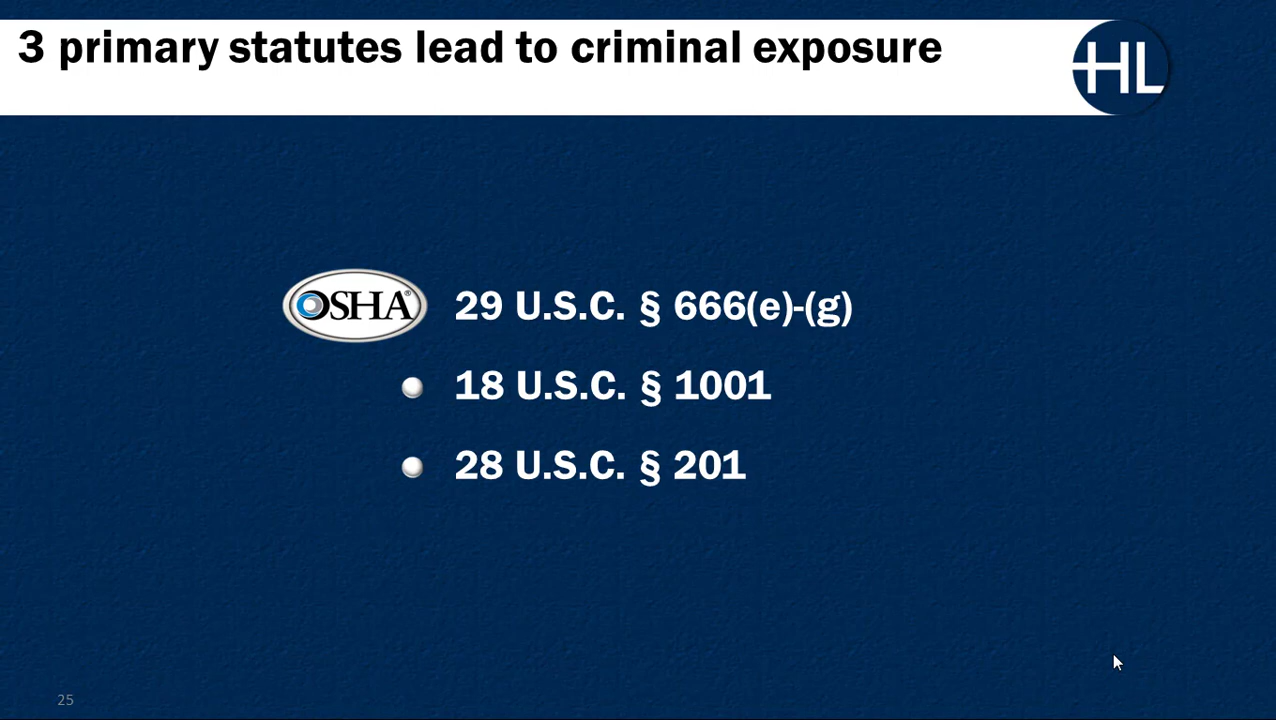 3 primary statutes lead to criminal exposure
HL
OSHA®
29 U.S.C. § 666(e)-(g)
18 U.S.C. § 1001
28 U.S.C. § 201
25